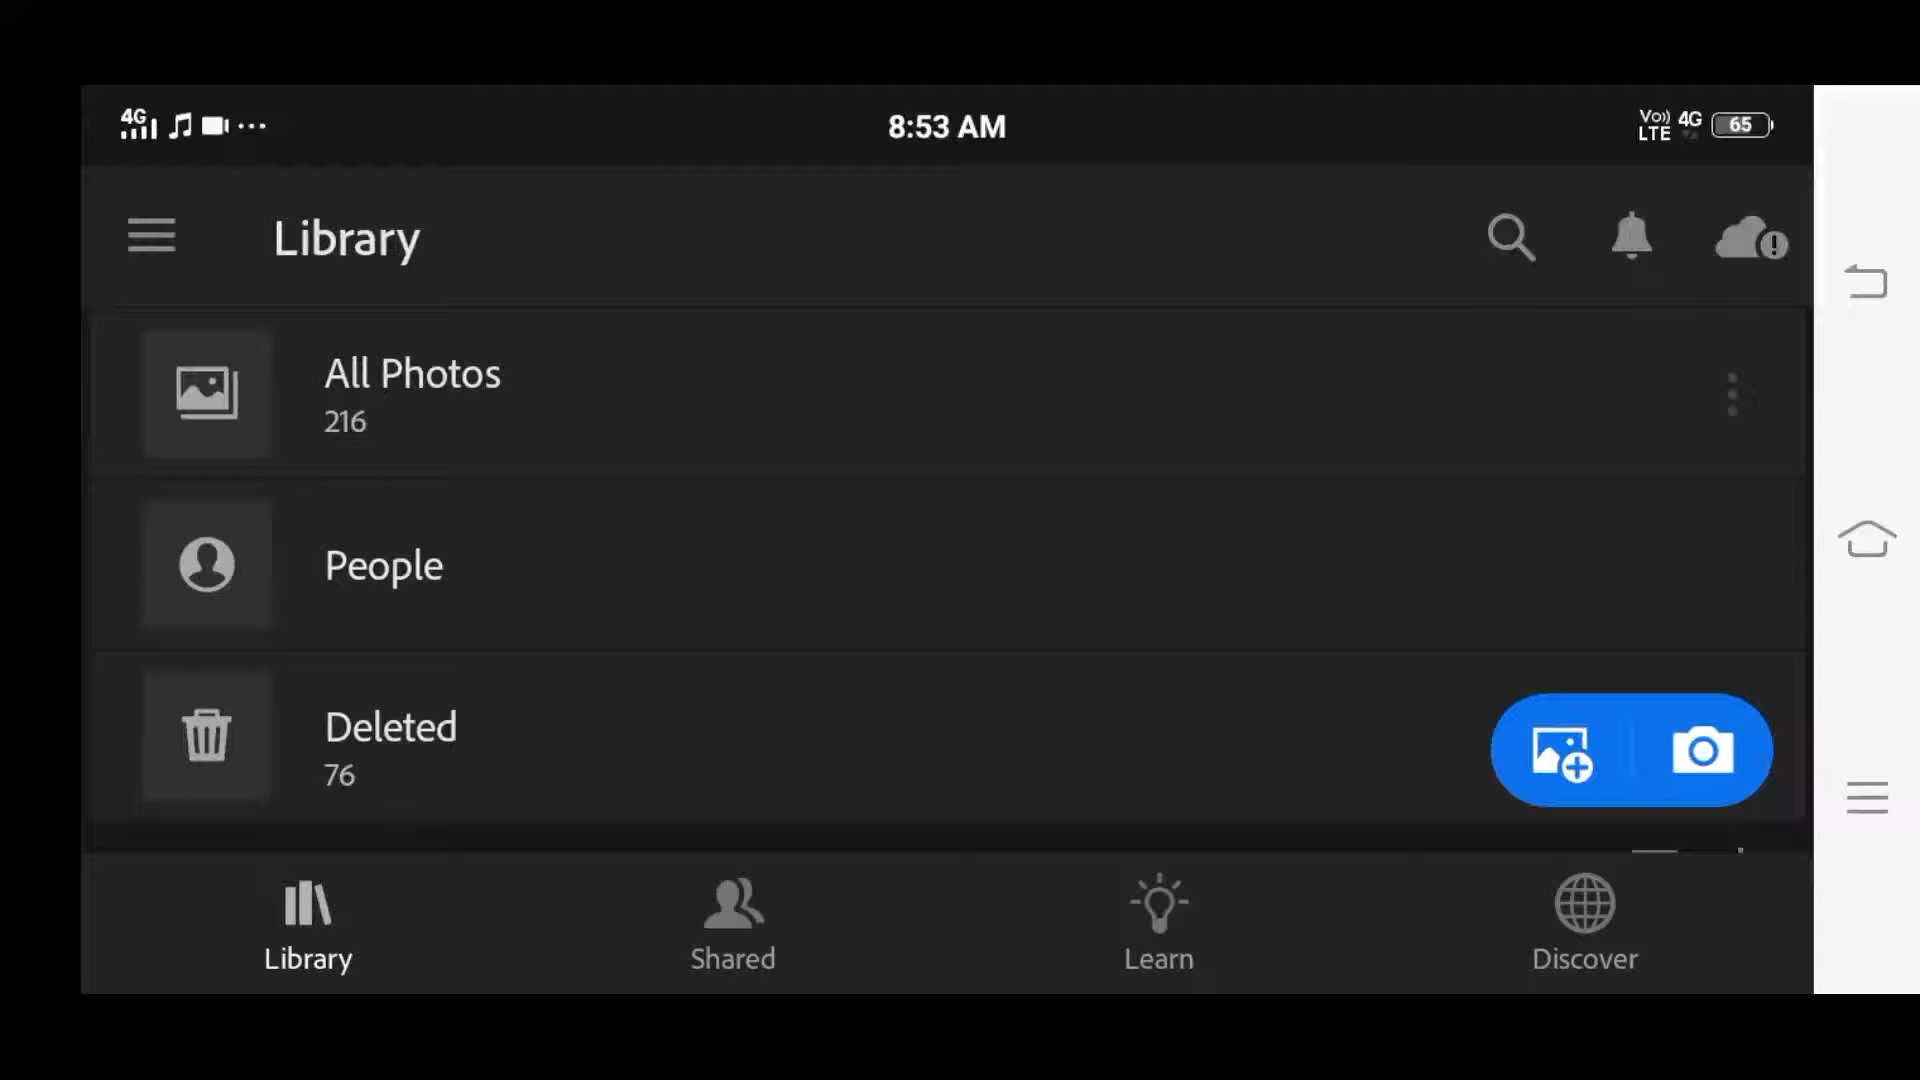 4G
8:53 AM
Vo)) LTE 4G 65
Library
All Photos
216
People
Deleted
76
Library
Shared
Learn
Discover